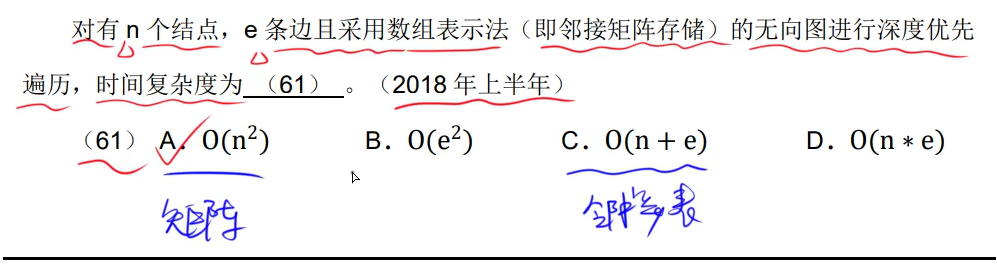 对有 n 个结点，e 条边且采用数组表示法（即邻接矩阵存储）的无向图进行深度优先
遍历，时间复杂度为 （61） 。（2018 年上半年）
（61） A. O(n²) B. O(e²) C. O(n + e) D. O(n ∗ e)
矩阵 邻接表